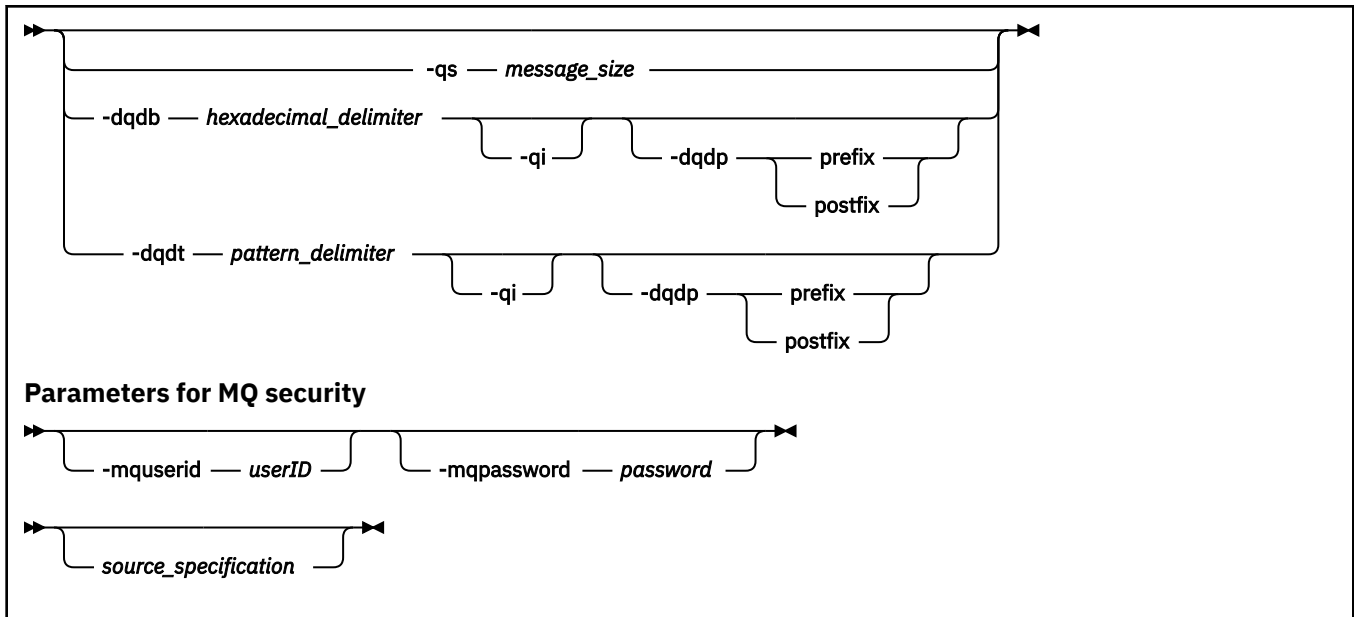 -qs message_size
-dqdb hexadecimal_delimiter
-qi -dqdp prefix
postfix
-dqdt pattern_delimiter
-qi -dqdp prefix
postfix
Parameters for MQ security
-mquserid userID -mqpassword password
source_specification